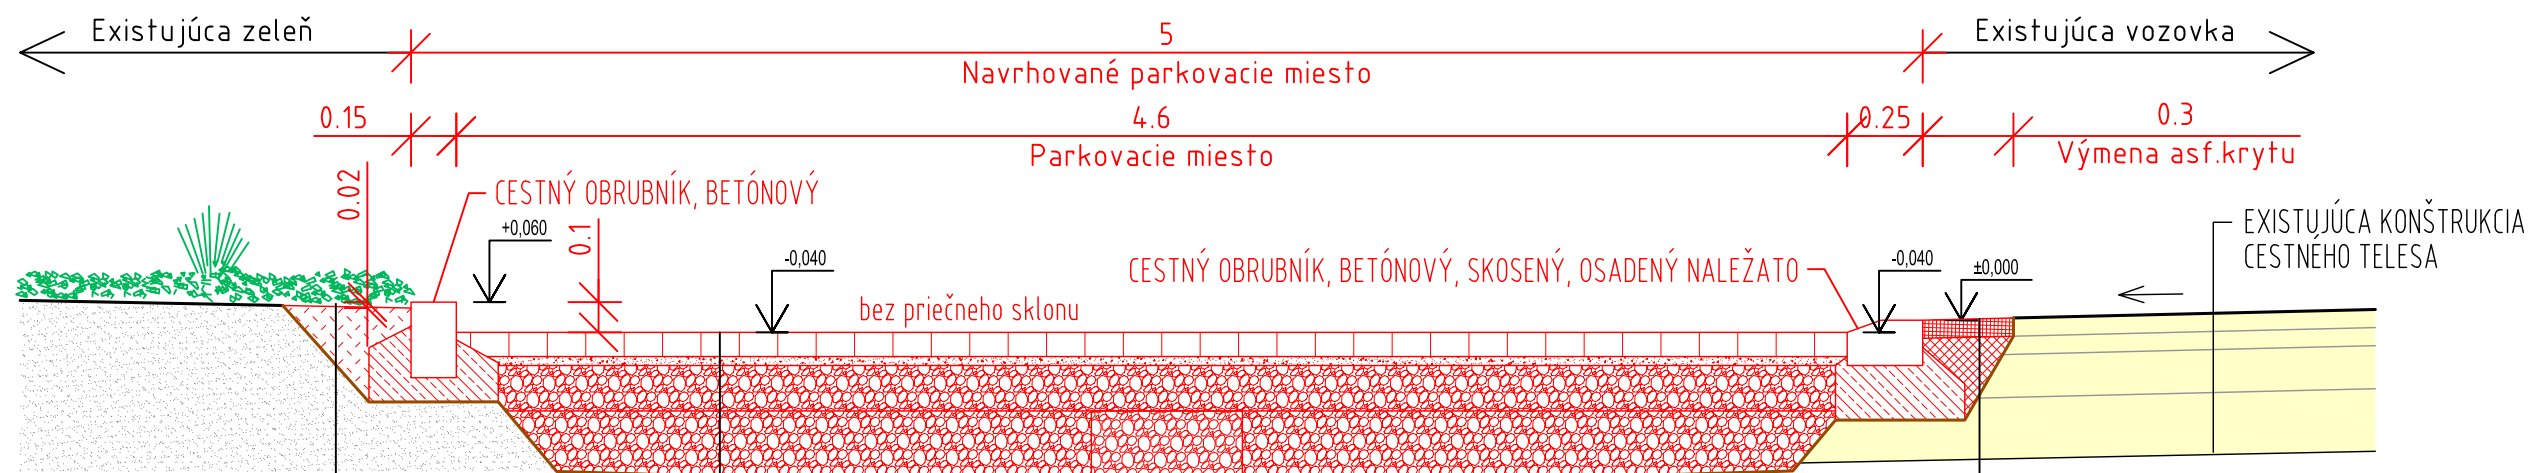 Existujúca zeleň
5
Existujúca vozovka
Navrhované parkovacie miesto
0.15
4.6
0.25
0.3
Parkovacie miesto
Výmena asf.krytu
0.02
CESTNÝ OBRUBNÍK, BETÓNOVÝ
+0,060
0.1
-0,040
CESTNÝ OBRUBNÍK, BETÓNOVÝ, SKOSENÝ, OSADENÝ NALEŽATO
-0,040
±0,000
EXISTUJÚCA KONŠTRUKCIA
CESTNÉHO TELESA
bez priečneho sklonu